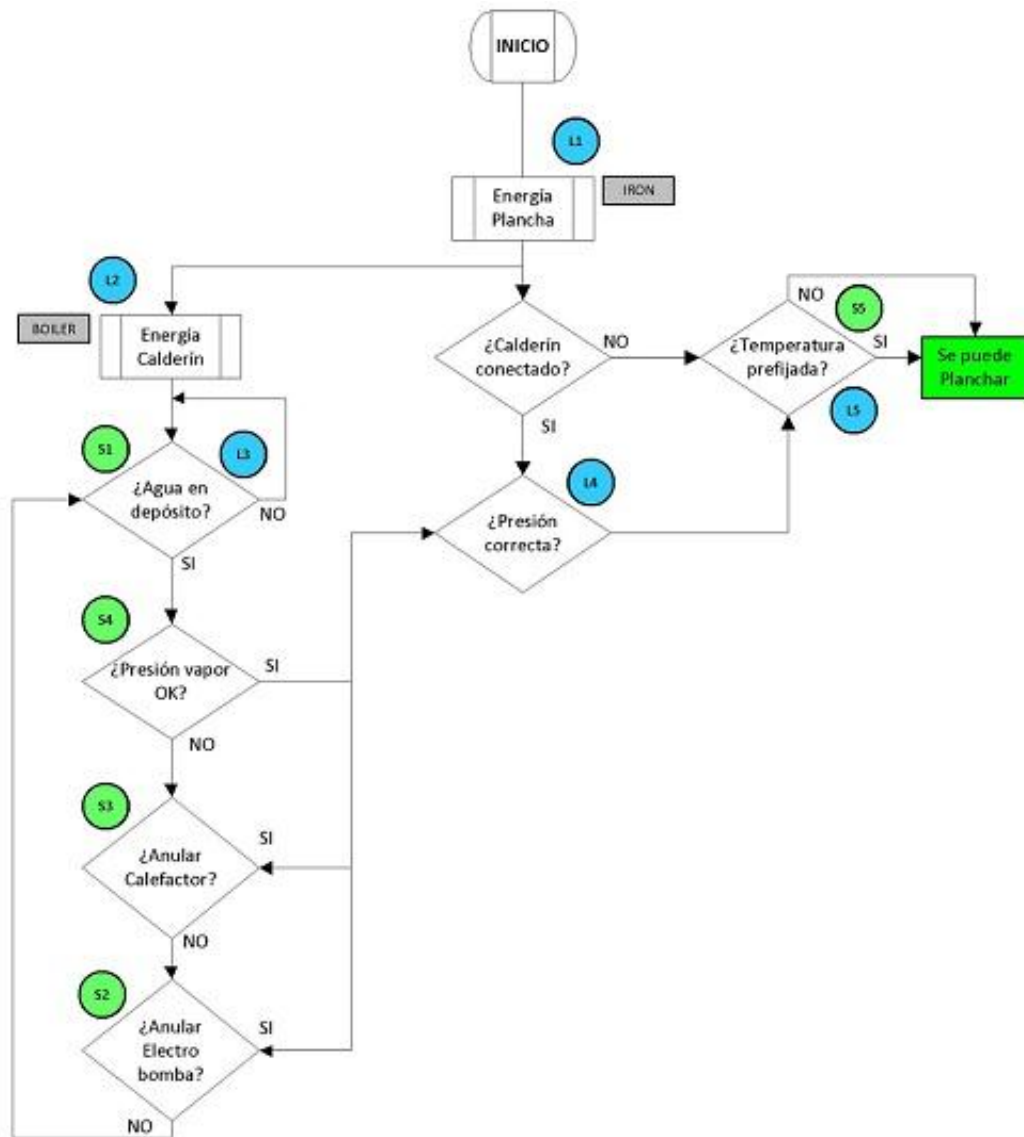 INICIO
L1
Energía
Plancha
IRON
L2
BOILER
Energía
Calderín
¿Calderín
conectado?
NO
SI
¿Temperatura
prefijada?
NO
S5
SI
L5
Se puede
Planchar
S1
L3
¿Agua en
depósito?
NO
SI
L4
¿Presión
correcta?
S4
¿Presión vapor
OK?
SI
NO
S3
¿Anular
Calefactor?
SI
NO
S2
¿Anular
Electro
bomba?
SI
NO